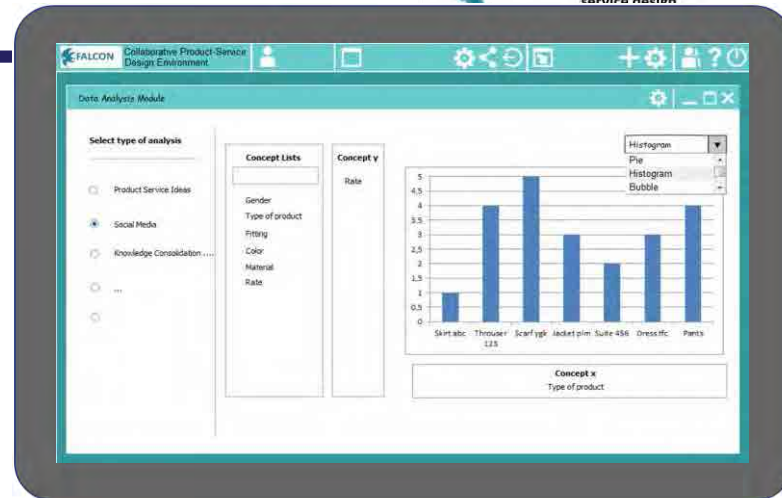 service design
FALCON
Collaborative Product-Service
Design Environment
Data Analysis Module
Select type of analysis
Product Service Ideas
Social Media
Knowledge Consolidation ....
...
Concept Lists
Gender
Type of product
Fitting
Color
Material
Rate
Concept y
Rate
Histogram
Pie
Histogram
Bubble
5
4,5
4
3,5
3
2,5
2
1,5
1
0,5
0
Skirt abc
Throuser
123
Scarf ygk
Jacket plm
Suite 456
Dress tfc
Pants
Concept x
Type of product